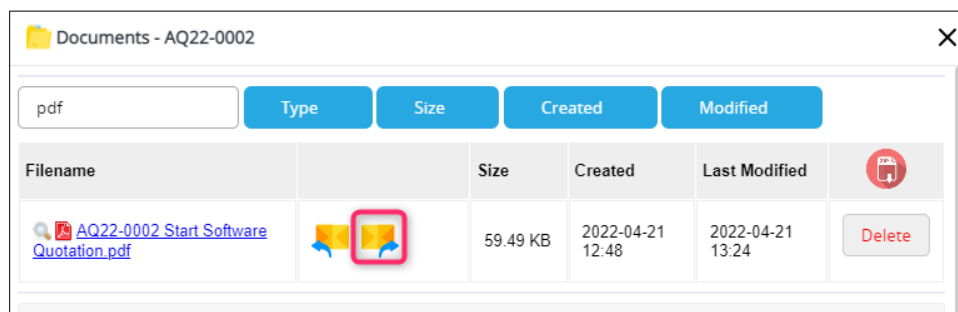 Documents - AQ22-0002
pdf
Type
Size
Created
Modified
Filename
Size
Created
Last Modified
AQ22-0002 Start Software
Quotation.pdf
59.49 KB
2022-04-21
12:48
2022-04-21
13:24
Delete